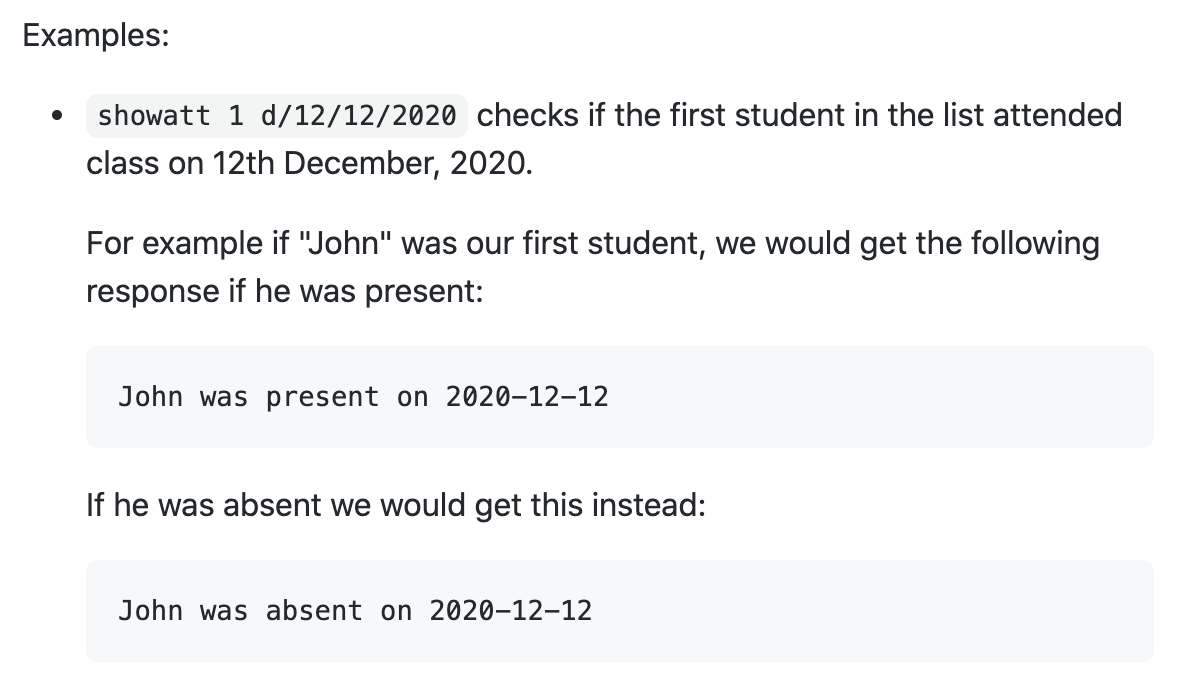 Examples:
showatt 1 d/12/12/2020 checks if the first student in the list attended
class on 12th December, 2020.
For example if "John" was our first student, we would get the following
response if he was present:
John was present on 2020-12-12
If he was absent we would get this instead:
John was absent on 2020-12-12